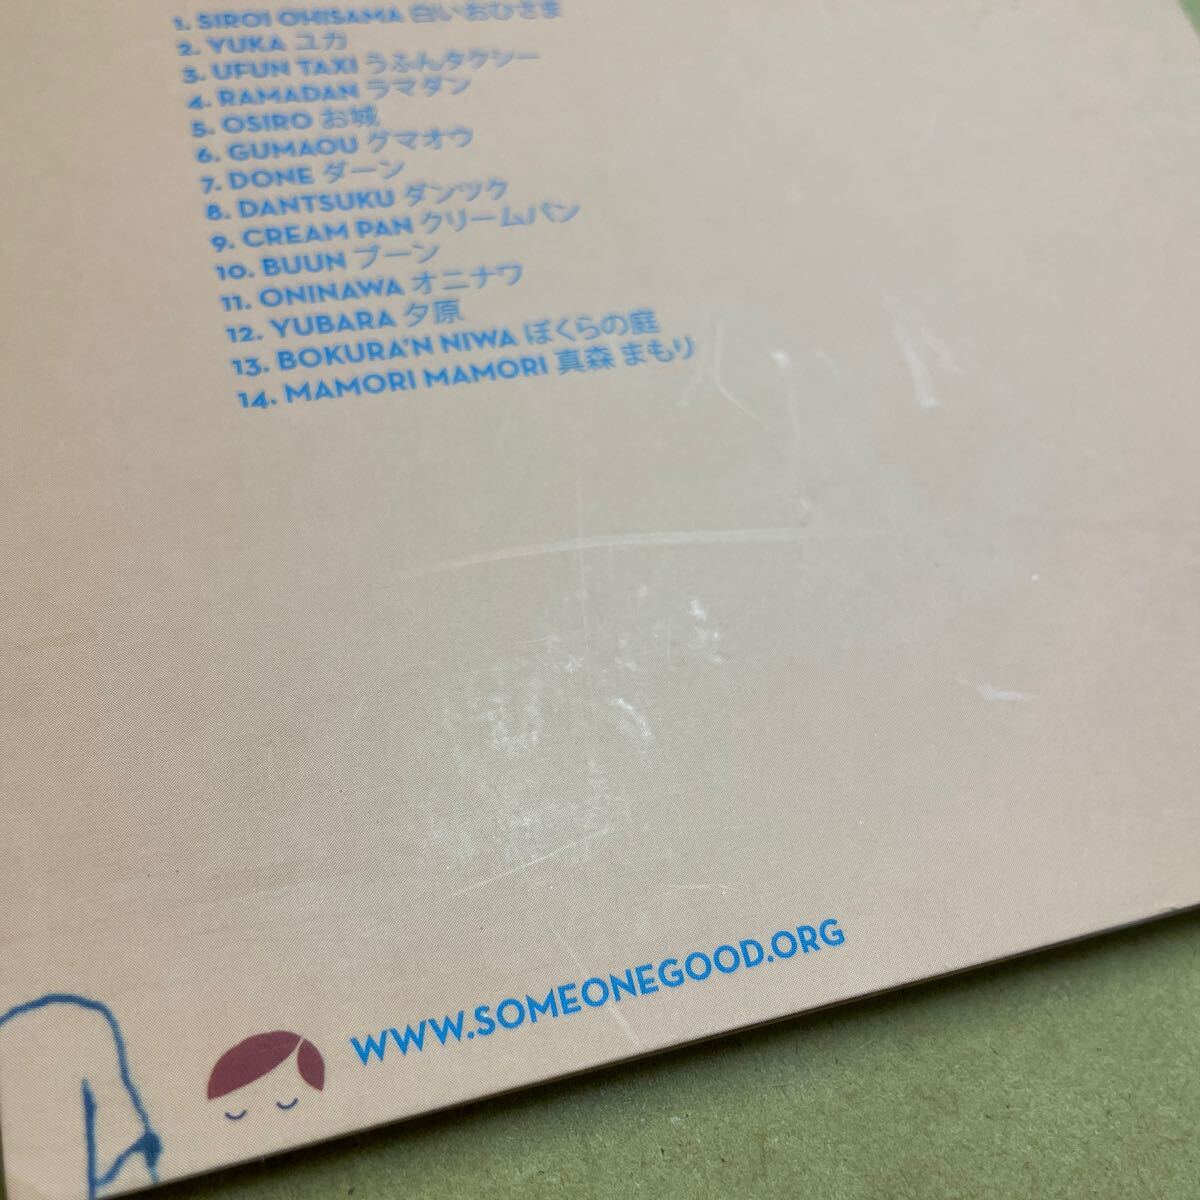 1. SIROI OHISAMA 白いおひさま
2. YUKA ユカ
3. UFUN TAXI うふんタクシー
4. RAMADAN ラマダン
5. OSIRO お城
6. GUMAOU グマオウ
7. DONE ダーン
8. DANTSUKU ダンツク
9. CREAM PAN クリームパン
10. BUUN ブーン
11. ONINAWA オニナワ
12. YUBARA 夕原
13. BOKURA'N NIWA ぼくらの庭
14. MAMORI MAMORI 真森 まもり
WWW.SOMEONEGOOD.ORG